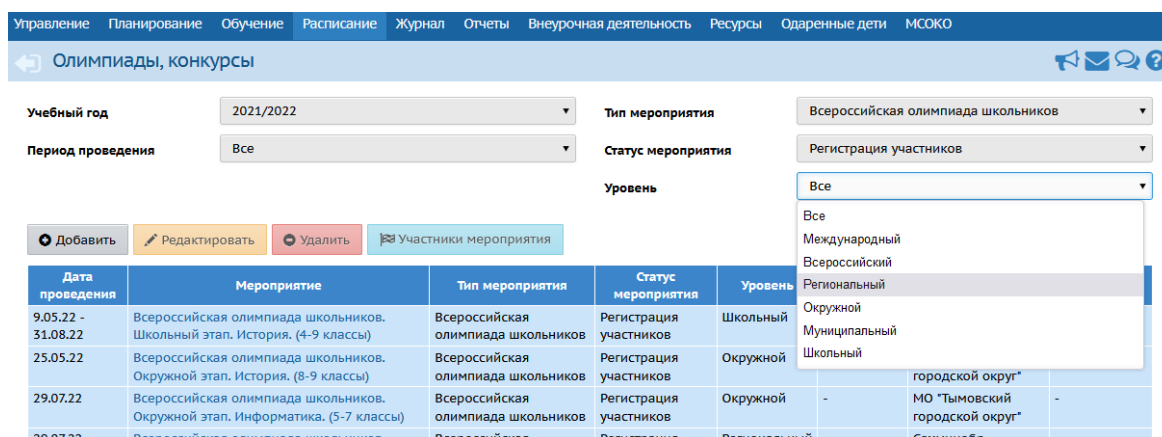 Управление Планирование Обучение Расписание Журнал Отчеты Внеурочная деятельность Ресурсы Одаренные дети МСОКО
Олимпиады, конкурсы
Учебный год 2021/2022 Тип мероприятия Всероссийская олимпиада школьников
Период проведения Все Статус мероприятия Регистрация участников
Уровень Все
Все
Международный
Всероссийский
Региональный
Окружной
Муниципальный
Школьный
Добавить Редактировать Удалить Участники мероприятия
Дата проведения Мероприятие Тип мероприятия Статус мероприятия Уровень
9.05.22 - Всероссийская олимпиада школьников. Всероссийская Регистрация Школьный
31.08.22 Школьный этап. История. (4-9 классы) олимпиада школьников участников
25.05.22 Всероссийская олимпиада школьников. Всероссийская Регистрация Окружной
Окружной этап. История. (8-9 классы) олимпиада школьников участников городской округ"
29.07.22 Всероссийская олимпиада школьников. Всероссийская Регистрация Окружной - МО "Тымовский -
Окружной этап. Информатика. (5-7 классы) олимпиада школьников участников городской округ"